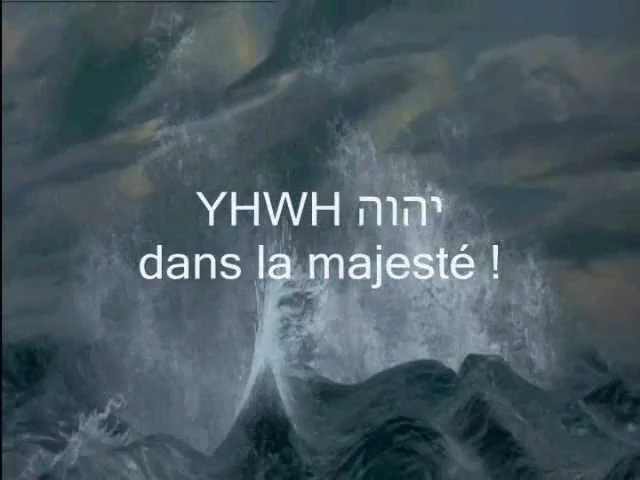 YHWH יהוה
dans la majesté !